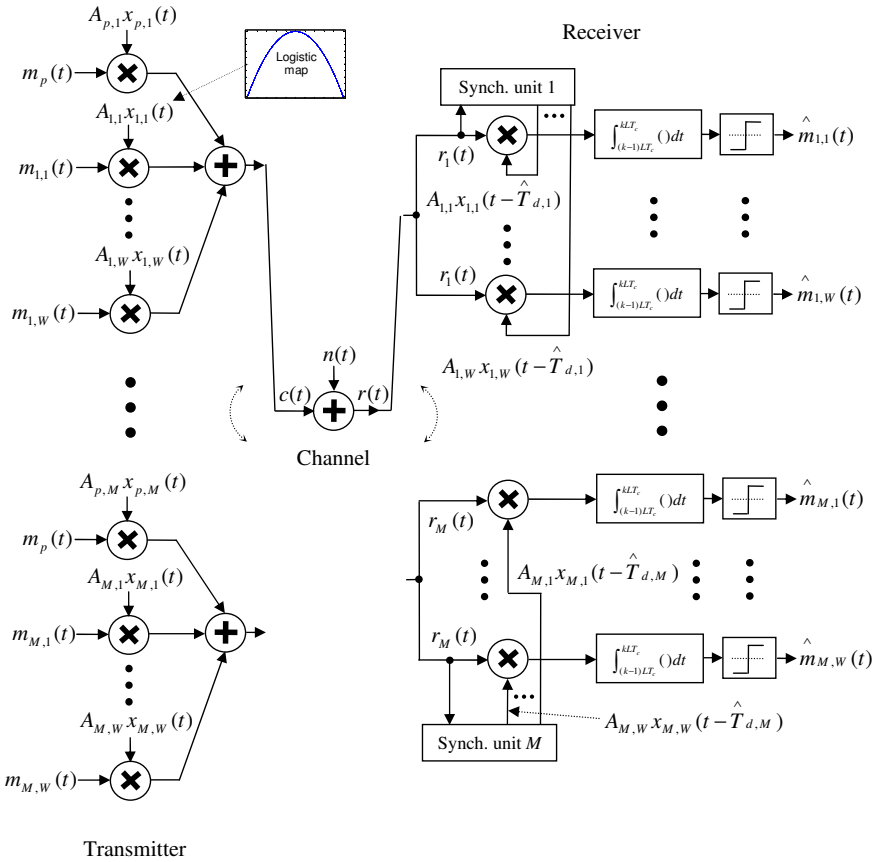 A_{p,1} x_{p,1}(t)
m_p(t)
Logistic
map
A_{1,1} x_{1,1}(t)
m_{1,1}(t)
A_{1,W} x_{1,W}(t)
m_{1,W}(t)
Receiver
Synch. unit 1
r_1(t)
∫_{(k−1)LT_c}^{kLT_c} ()dt
m̂_{1,1}(t)
A_{1,1} x_{1,1}(t − T̂_{d,1})
r_1(t)
∫_{(k−1)LT_c}^{kLT_c} ()dt
m̂_{1,W}(t)
A_{1,W} x_{1,W}(t − T̂_{d,1})
n(t)
c(t)
r(t)
Channel
A_{p,M} x_{p,M}(t)
m_p(t)
A_{M,1} x_{M,1}(t)
m_{M,1}(t)
A_{M,W} x_{M,W}(t)
m_{M,W}(t)
r_M(t)
∫_{(k−1)LT_c}^{kLT_c} ()dt
m̂_{M,1}(t)
A_{M,1} x_{M,1}(t − T̂_{d,M})
r_M(t)
∫_{(k−1)LT_c}^{kLT_c} ()dt
m̂_{M,W}(t)
A_{M,W} x_{M,W}(t − T̂_{d,M})
Synch. unit M
Transmitter